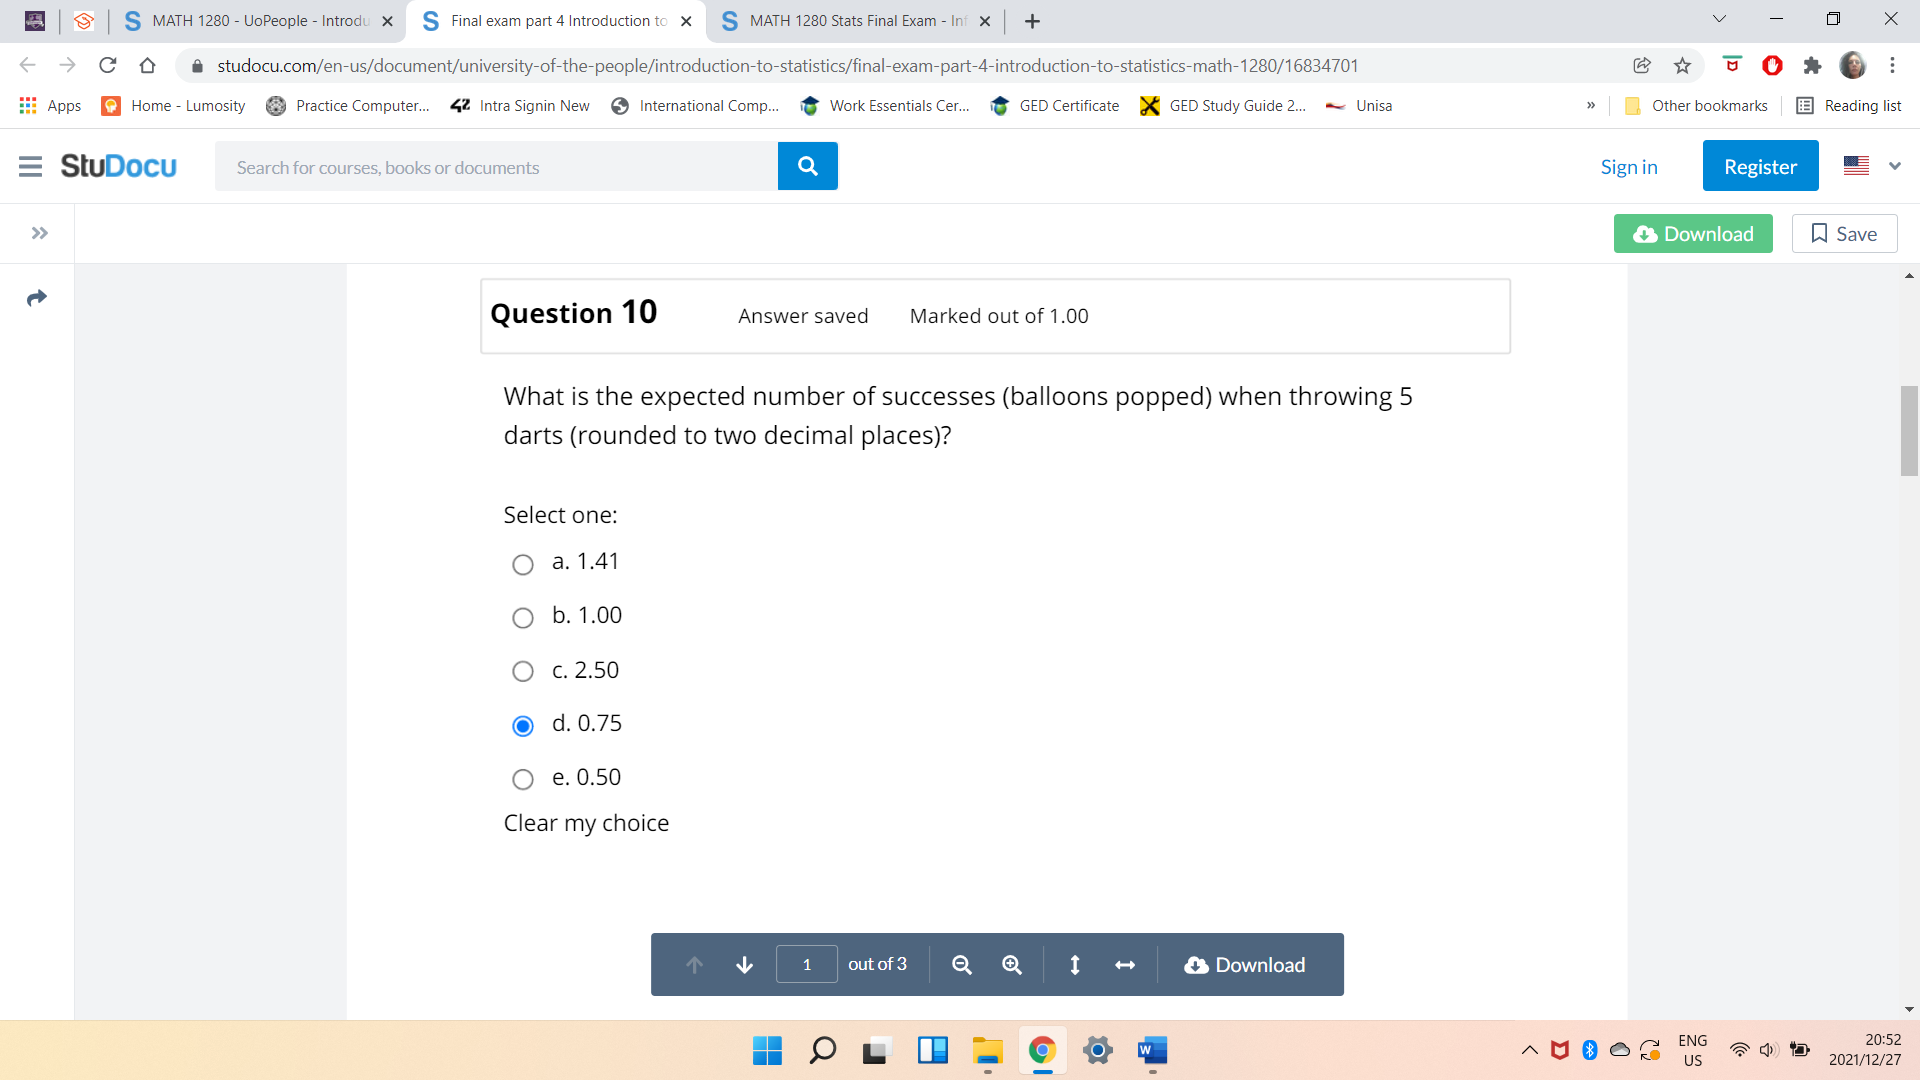 MATH 1280 - UoPeople - Introdu
Final exam part 4 Introduction to
MATH 1280 Stats Final Exam - Inf
studocu.com/en-us/document/university-of-the-people/introduction-to-statistics/final-exam-part-4-introduction-to-statistics-math-1280/16834701
Apps
Home - Lumosity
Practice Computer...
42 Intra Signin New
International Comp...
Work Essentials Cer...
GED Certificate
GED Study Guide 2...
Unisa
»
Other bookmarks
Reading list
StuDocu
Search for courses, books or documents
Sign in
Register
Download
Save
Question 10
Answer saved
Marked out of 1.00
What is the expected number of successes (balloons popped) when throwing 5
darts (rounded to two decimal places)?
Select one:
a. 1.41
b. 1.00
c. 2.50
d. 0.75
e. 0.50
Clear my choice
1 out of 3
Download
ENG
US
20:52
2021/12/27